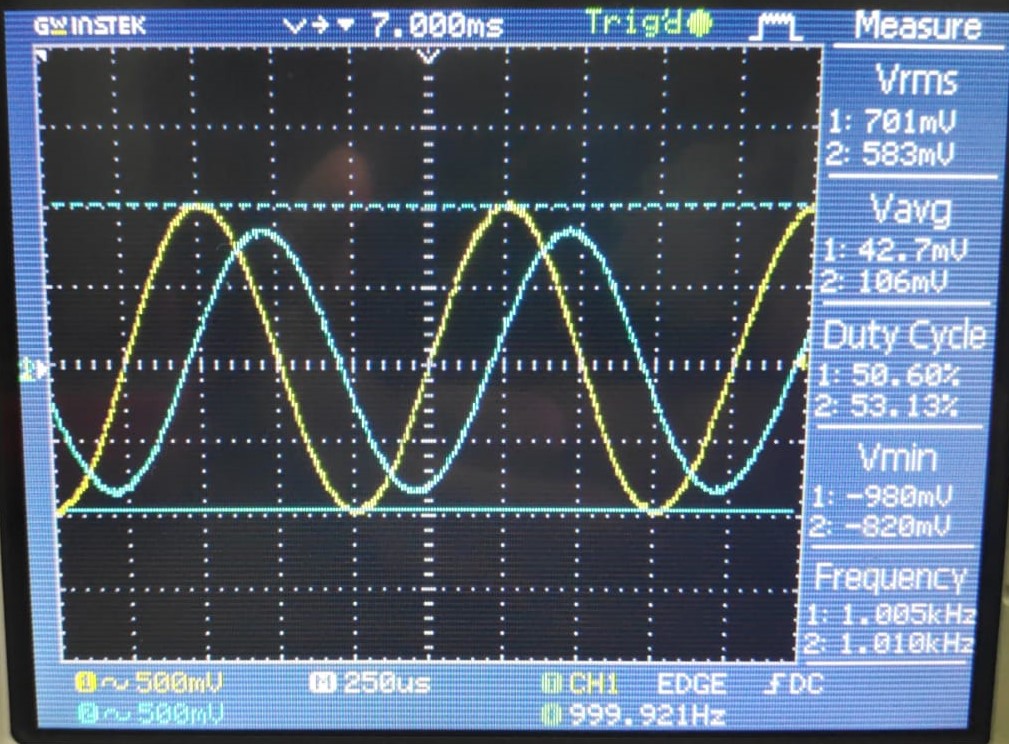 GWINSTEK 7.000ms Trig'd Measure
Vrms
1: 701mV
2: 583mV
Vavg
1: 42.7mV
2: 106mV
Duty Cycle
1: 50.60%
2: 53.13%
Vmin
1: -980mV
2: -820mV
Frequency
1: 1.005kHz
2: 1.010kHz
1 500mV M 250us T CH1 EDGE DC
2 500mV F 999.921Hz